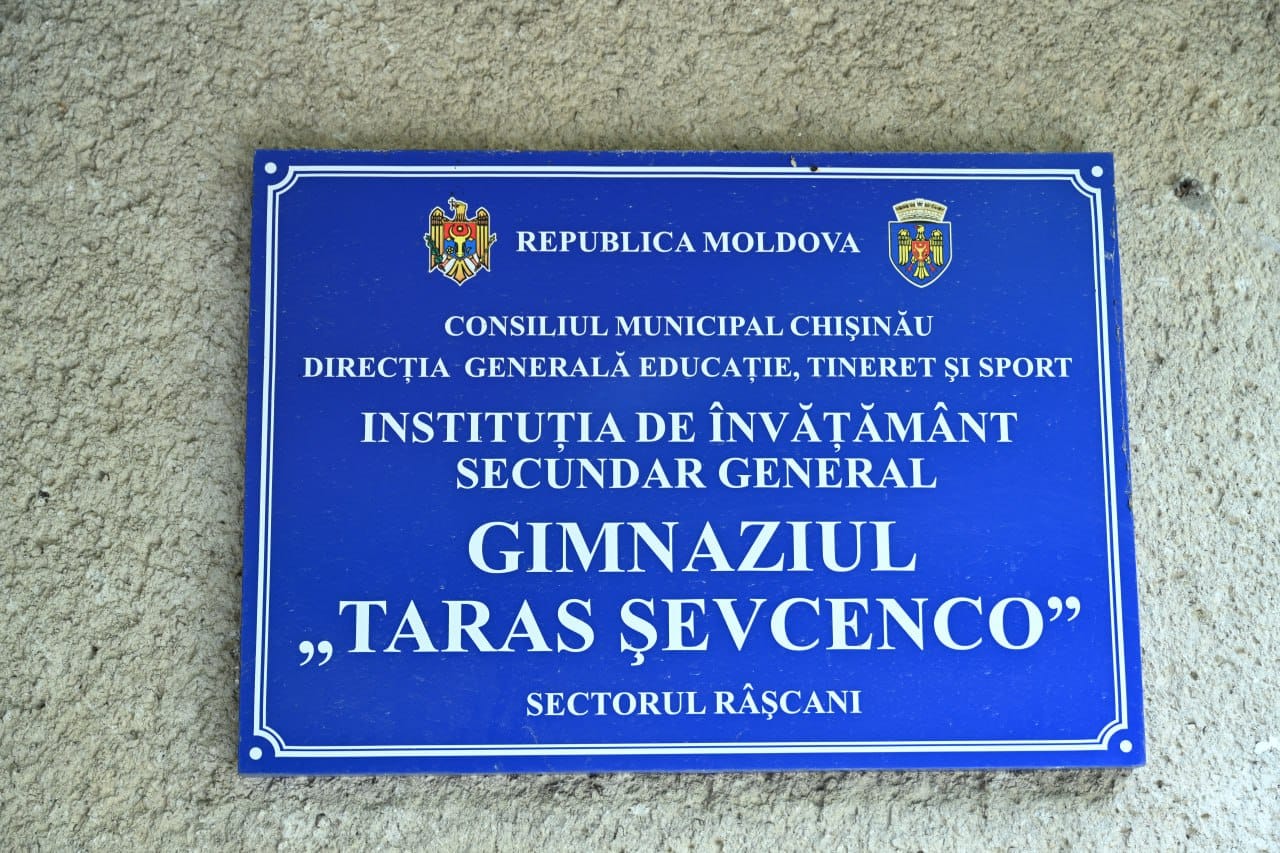 REPUBLICA MOLDOVA
CONSILIUL MUNICIPAL CHIŞINĂU
DIRECȚIA GENERALĂ EDUCAȚIE, TINERET ŞI SPORT
INSTITUȚIA DE ÎNVĂȚĂMÂNT
SECUNDAR GENERAL
GIMNAZIUL
„TARAS ŞEVCENCO”
SECTORUL RÂŞCANI